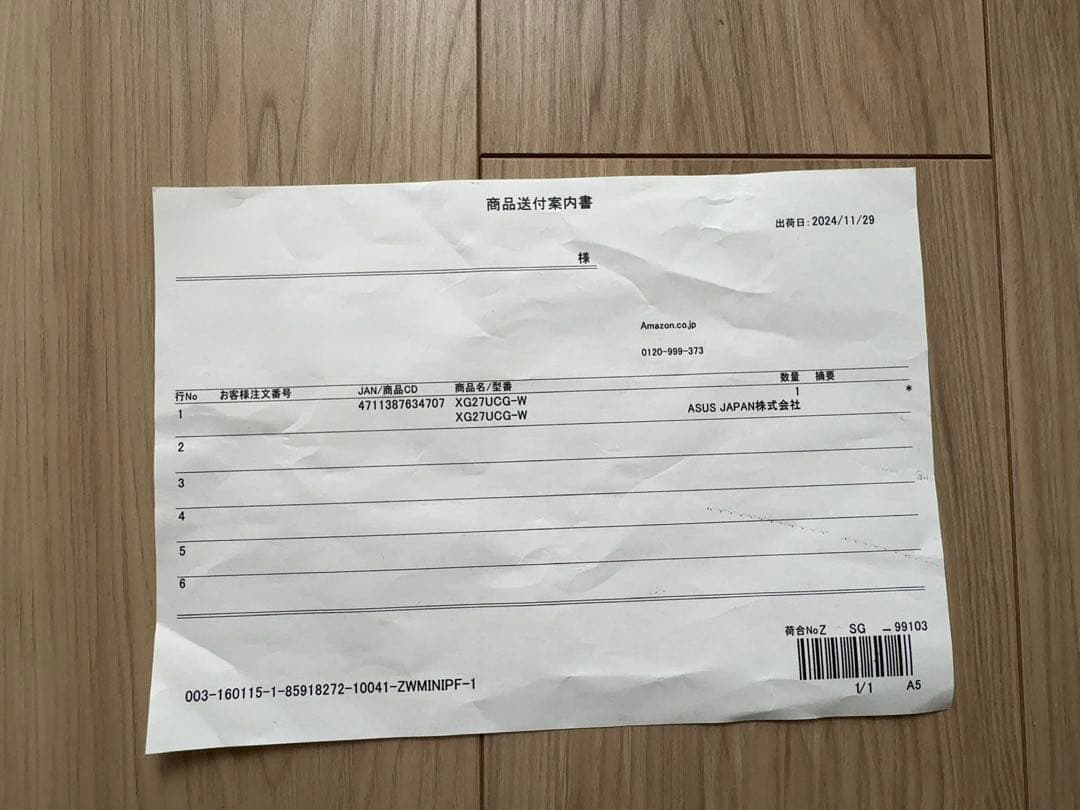 商品送付案内書
出荷日：2024/11/29
様
Amazon.co.jp
0120-999-373
行No お客様注文番号 JAN/商品CD 商品名/型番 数量 摘要
1 4711387634707 XG27UCG-W 1 *
XG27UCG-W ASUS JAPAN株式会社
2
3
4
5
6
荷合NoZ SG -99103
003-160115-1-85918272-10041-ZWMINIPF-1
1/1 A5